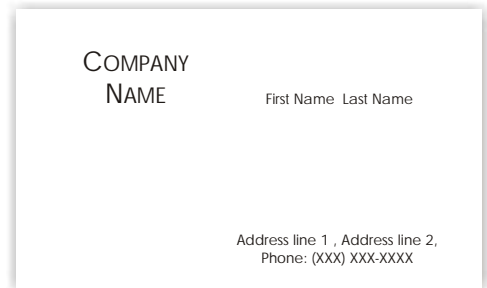 COMPANY
NAME
First Name Last Name
Address line 1 , Address line 2,
Phone: (XXX) XXX-XXXX